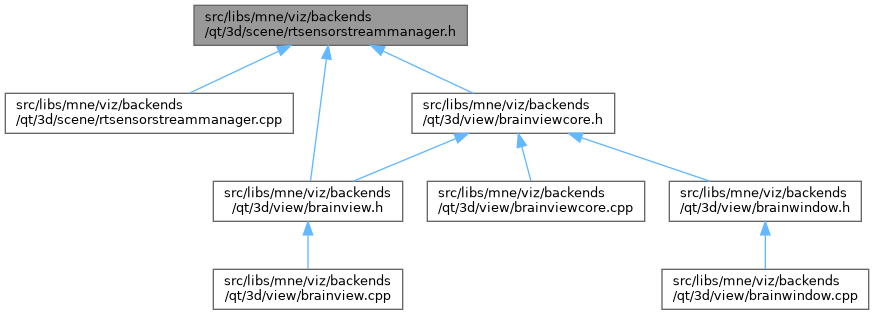 src/libs/mne/viz/backends
/qt/3d/scene/rtsensorstreammanager.h
src/libs/mne/viz/backends
/qt/3d/scene/rtsensorstreammanager.cpp
src/libs/mne/viz/backends
/qt/3d/view/brainviewcore.h
src/libs/mne/viz/backends
/qt/3d/view/brainview.h
src/libs/mne/viz/backends
/qt/3d/view/brainviewcore.cpp
src/libs/mne/viz/backends
/qt/3d/view/brainwindow.h
src/libs/mne/viz/backends
/qt/3d/view/brainview.cpp
src/libs/mne/viz/backends
/qt/3d/view/brainwindow.cpp